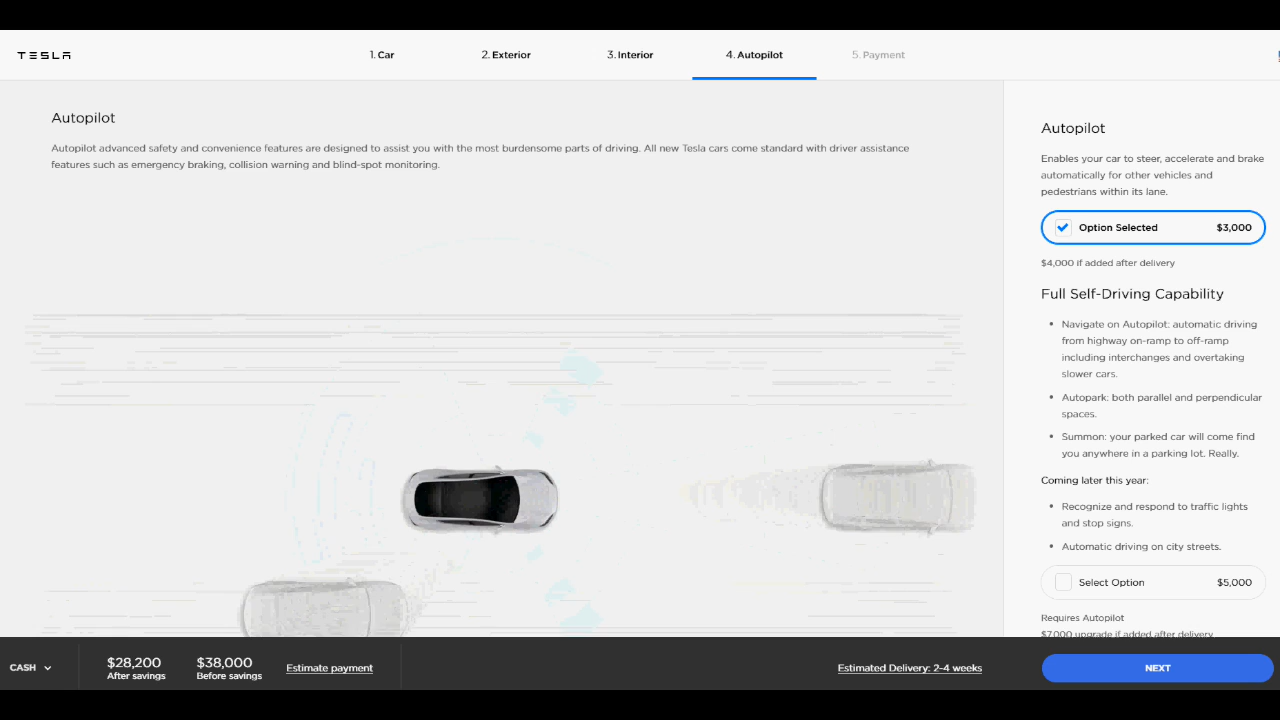 TESLA
1. Car
2. Exterior
3. Interior
4. Autopilot
5. Payment
Autopilot
Autopilot advanced safety and convenience features are designed to assist you with the most burdensome parts of driving. All new Tesla cars come standard with driver assistance
features such as emergency braking, collision warning and blind-spot monitoring.
Autopilot
Enables your car to steer, accelerate and brake
automatically for other vehicles and
pedestrians within its lane.
Option Selected $3,000
$4,000 if added after delivery
Full Self-Driving Capability
• Navigate on Autopilot: automatic driving
from highway on-ramp to off-ramp
including interchanges and overtaking
slower cars.
• Autopark: both parallel and perpendicular
spaces.
• Summon: your parked car will come find
you anywhere in a parking lot. Really.
Coming later this year:
• Recognize and respond to traffic lights
and stop signs.
• Automatic driving on city streets.
Select Option $5,000
Requires Autopilot
$7,000 upgrade if added after delivery
CASH
$28,200
After savings
$38,000
Before savings
Estimate payment
Estimated Delivery: 2-4 weeks
NEXT